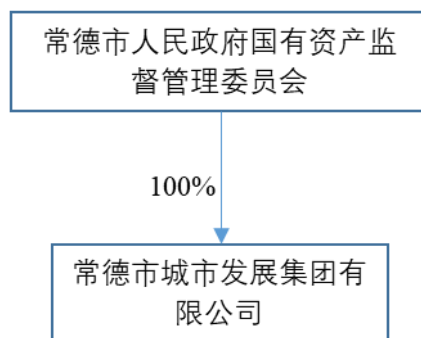 常德市人民政府国有资产监
督管理委员会
100%
常德市城市发展集团有
限公司